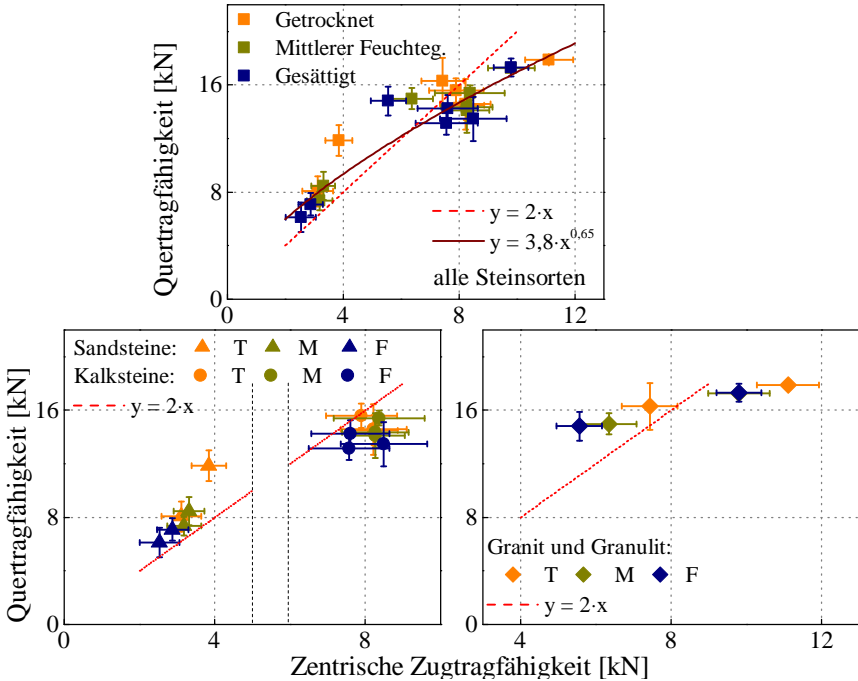 Quertragfähigkeit [kN]
16
8
0
Getrocknet
Mittlerer Feuchteg.
Gesättigt
y = 2·x
y = 3,8·x^0,65
alle Steinsorten
4 8 12
Quertragfähigkeit [kN]
16
8
0
Sandsteine: T M F
Kalksteine: T M F
y = 2·x
0 4 8
16
8
0
Granit und Granulit:
T M F
y = 2·x
4 8 12
Zentrische Zugtragfähigkeit [kN]